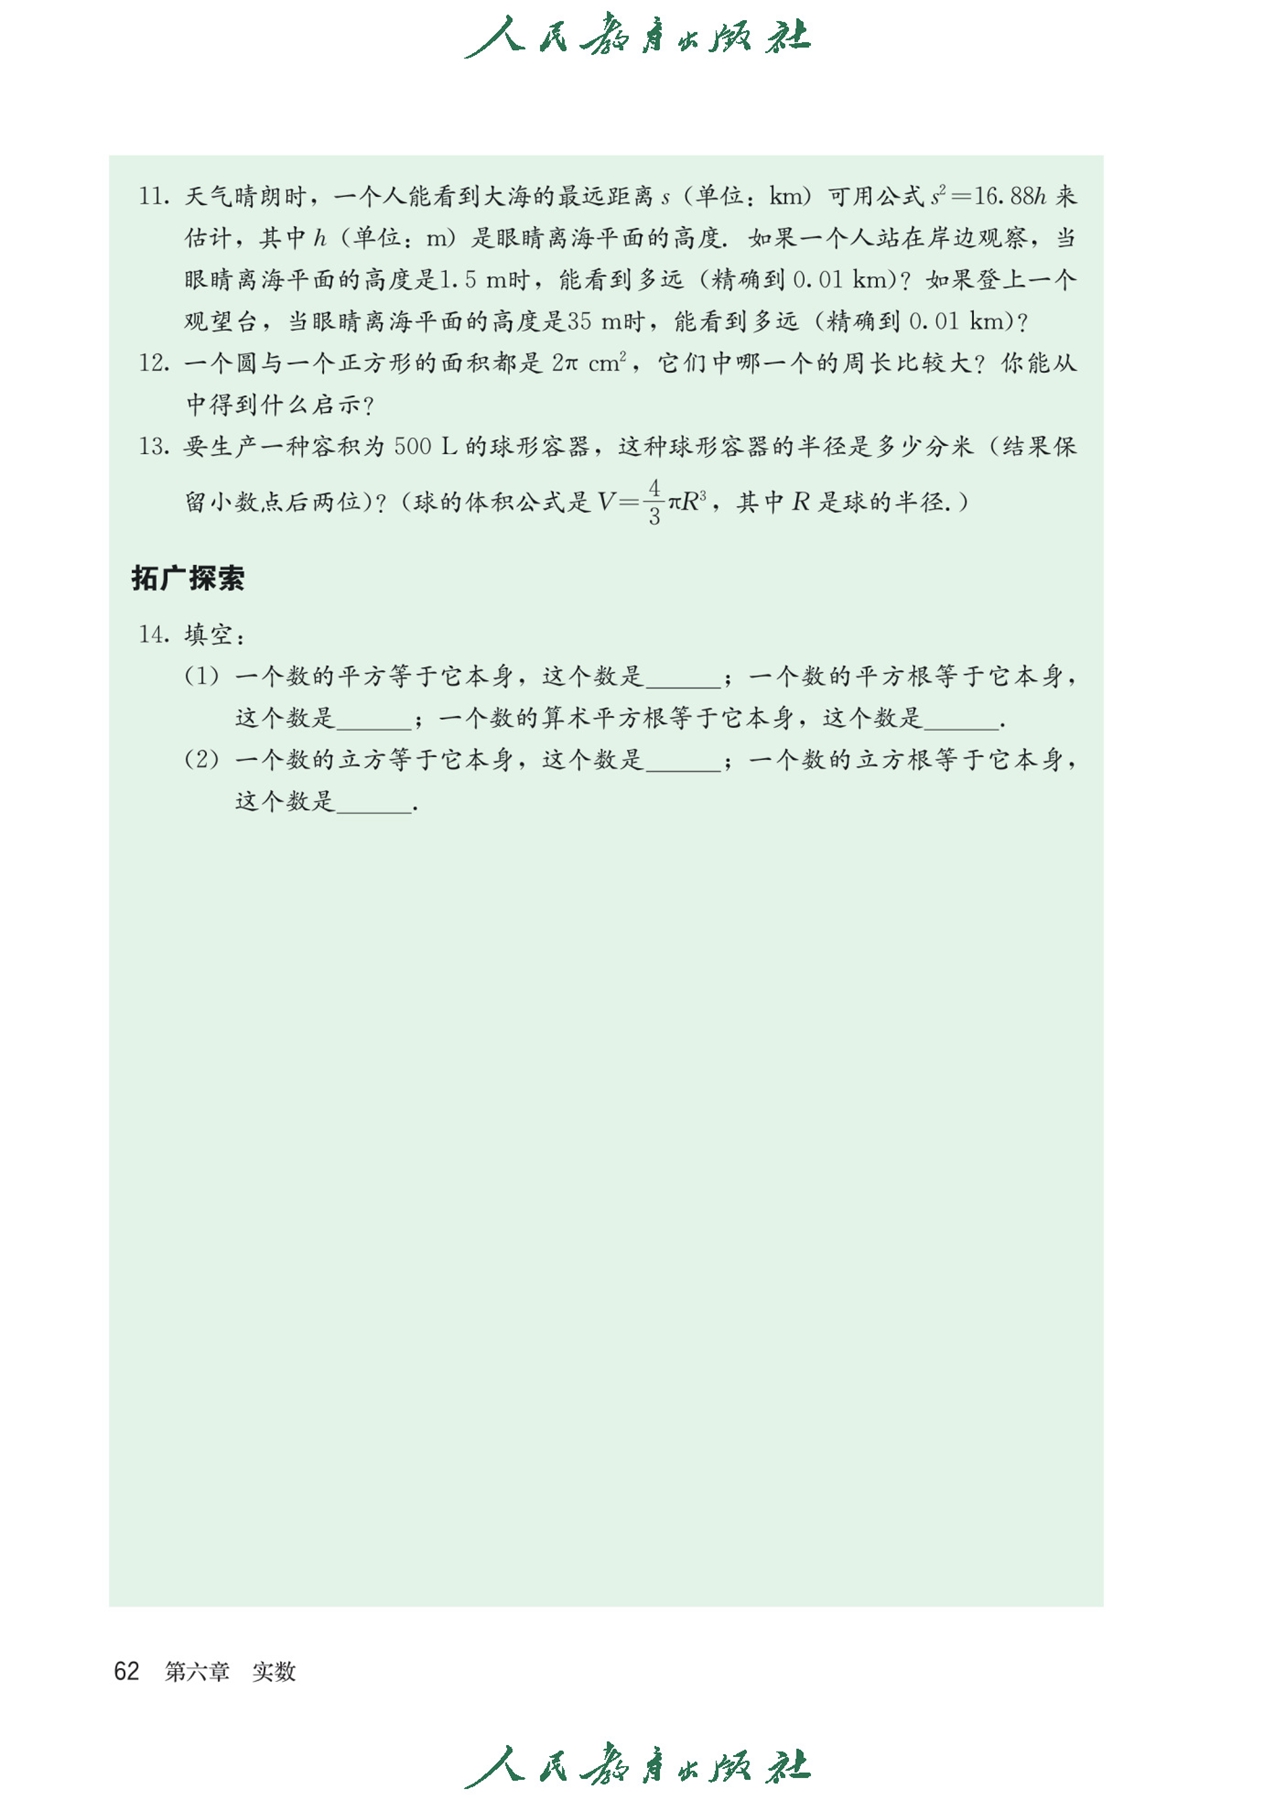 人民教育出版社
11. 天气晴朗时，一个人能看到大海的最远距离 s（单位：km）可用公式 s²=16.88h 来
估计，其中 h（单位：m）是眼睛离海平面的高度．如果一个人站在岸边观察，当
眼睛离海平面的高度是1.5 m时，能看到多远（精确到 0.01 km)？如果登上一个
观望台，当眼睛离海平面的高度是35 m时，能看到多远（精确到 0.01 km)？
12. 一个圆与一个正方形的面积都是 2π cm²，它们中哪一个的周长比较大？你能从
中得到什么启示？
13. 要生产一种容积为 500 L 的球形容器，这种球形容器的半径是多少分米（结果保
留小数点后两位)？(球的体积公式是 V=4/3πR³，其中 R 是球的半径．)
拓广探索
14. 填空：
（1）一个数的平方等于它本身，这个数是______；一个数的平方根等于它本身，
这个数是______；一个数的算术平方根等于它本身，这个数是______．
（2）一个数的立方等于它本身，这个数是______；一个数的立方根等于它本身，
这个数是______．
62 第六章 实数
人民教育出版社